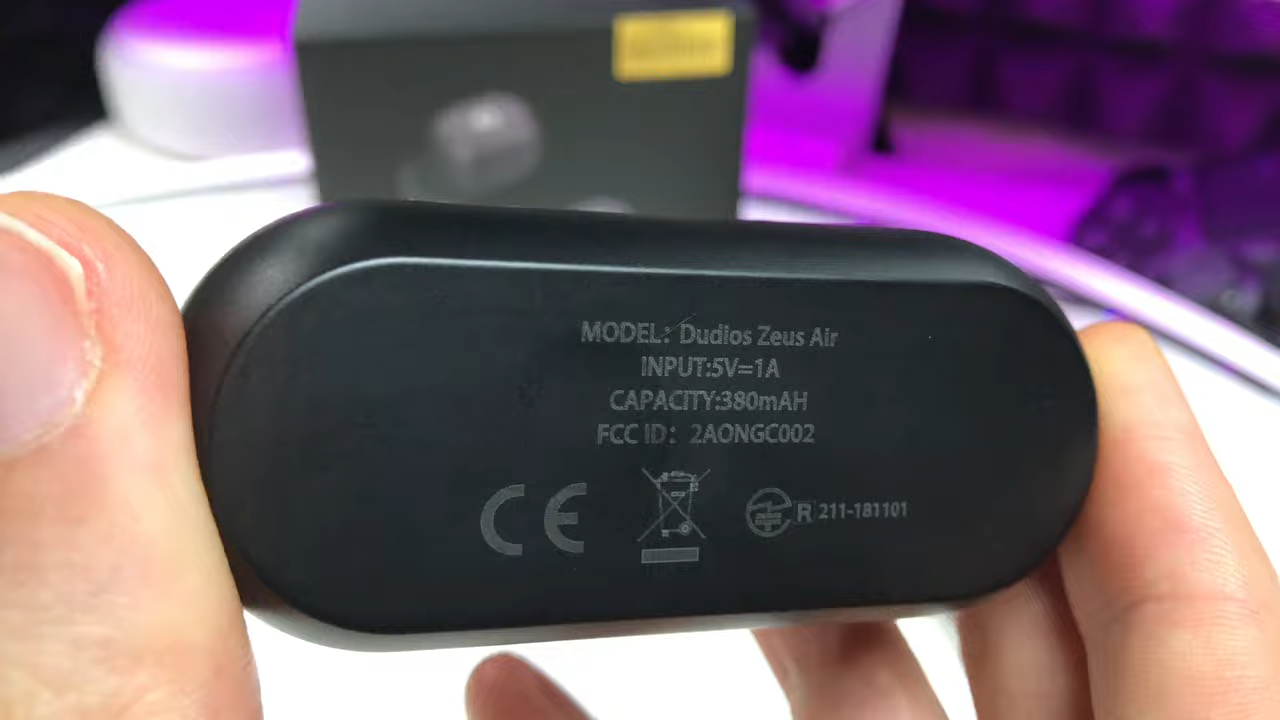 MODEL: Dudios Zeus Air
INPUT:5V=1A
CAPACITY:380mAH
FCC ID: 2AONGC002
CE
R 211-181101